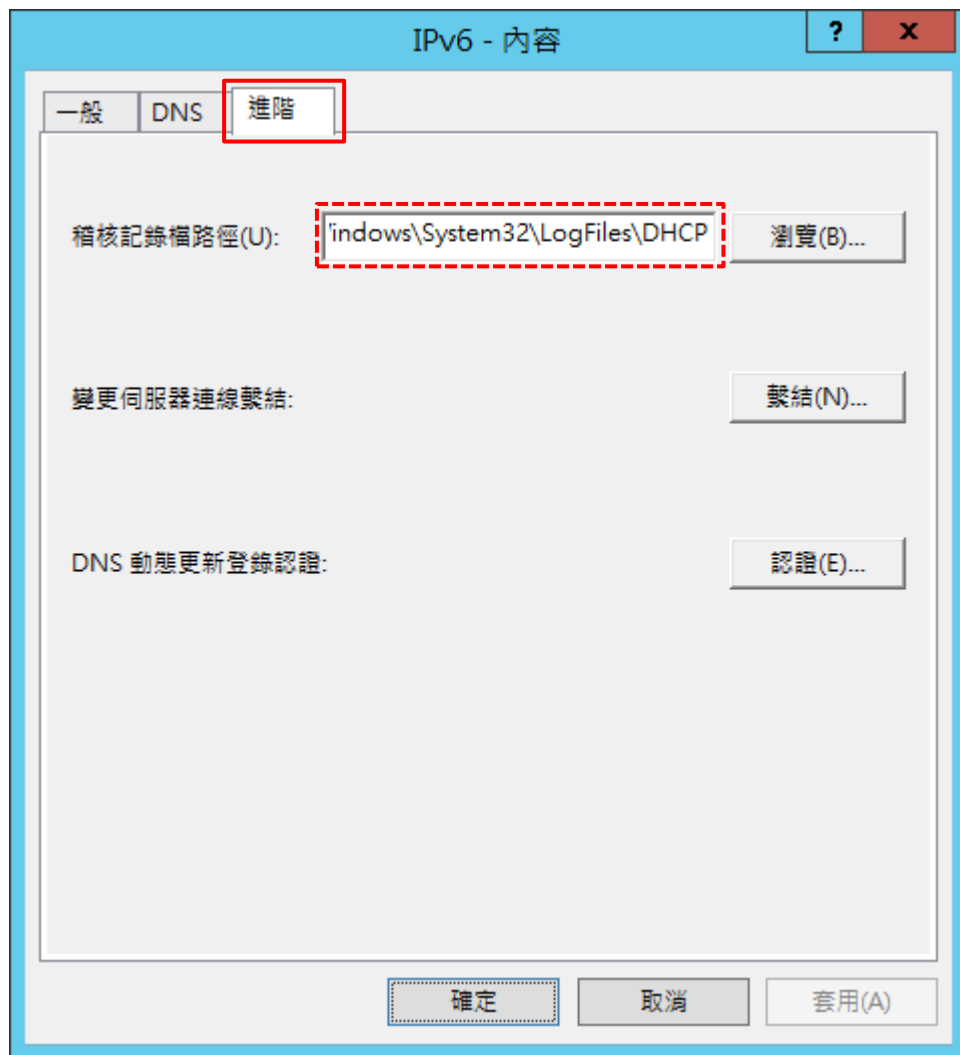 IPv6 - 內容
? x
一般 DNS 進階
稽核記錄檔路徑(U): indows\System32\LogFiles\DHCP 瀏覽(B)...
變更伺服器連線繫結: 繫結(N)...
DNS 動態更新登錄認證: 認證(E)...
確定 取消 套用(A)